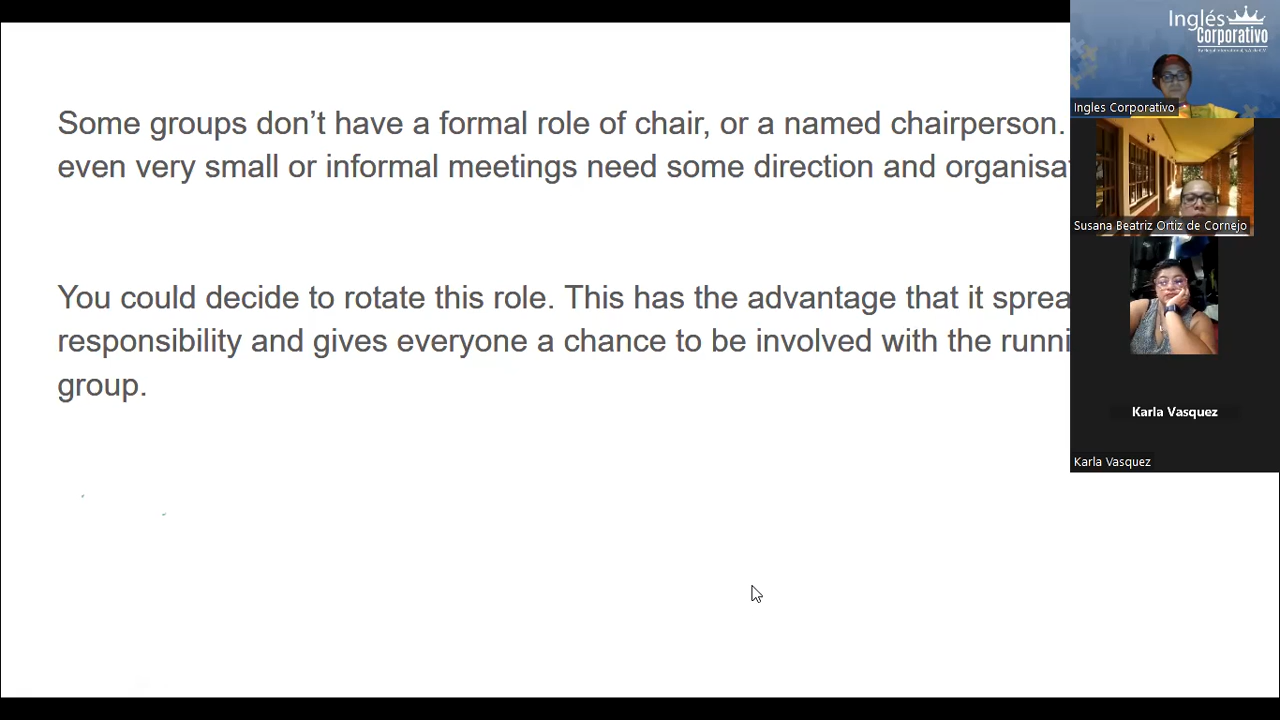 Some groups don't have a formal role of chair, or a named chairperson.
even very small or informal meetings need some direction and
You could decide to rotate this role. This has the advantage that it
responsibility and gives everyone a chance to be involved with the
group.
Inglés
Corporativo
Ingles Corporativo
Susana Beatriz Ortiz de Cornejo
Karla Vasquez
Karla Vasquez